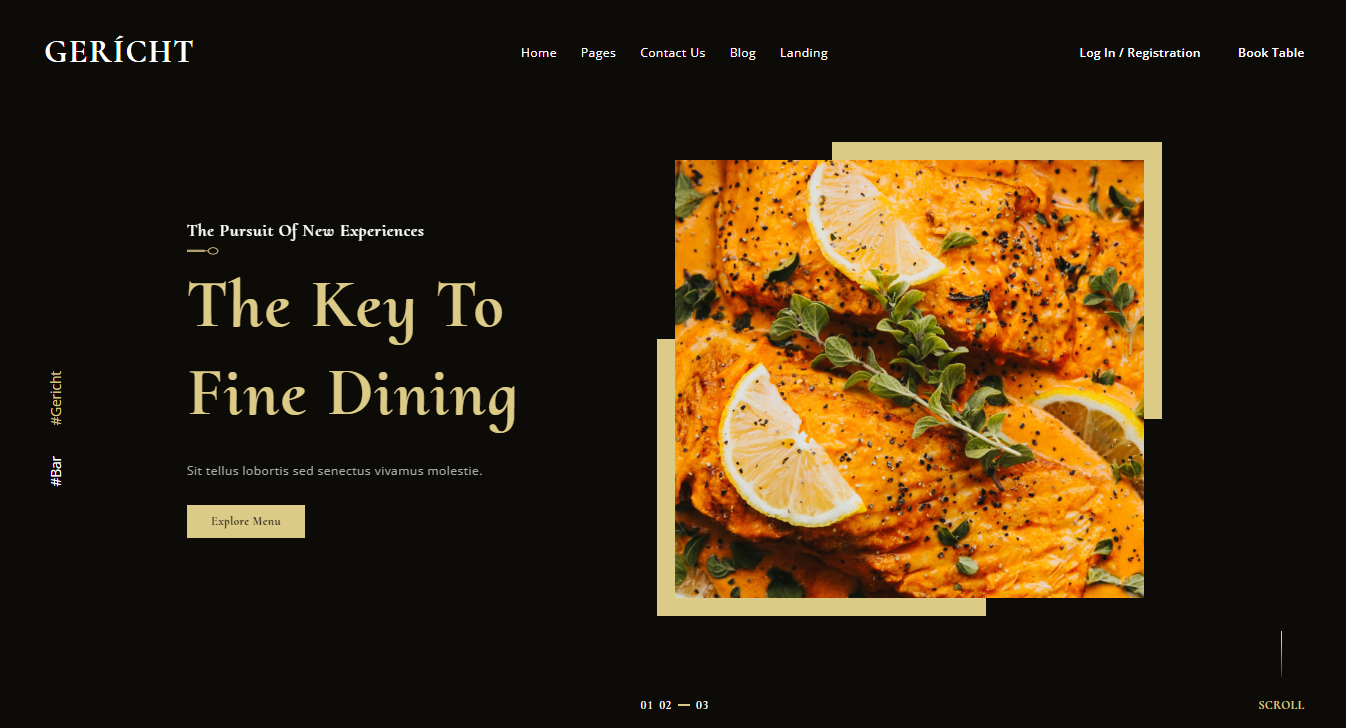 GERÍCHT
Home Pages Contact Us Blog Landing
Log In / Registration Book Table
The Pursuit Of New Experiences
The Key To
Fine Dining
Sit tellus lobortis sed senectus vivamus molestie.
Explore Menu
#Gericht
#Bar
01 02 — 03
SCROLL